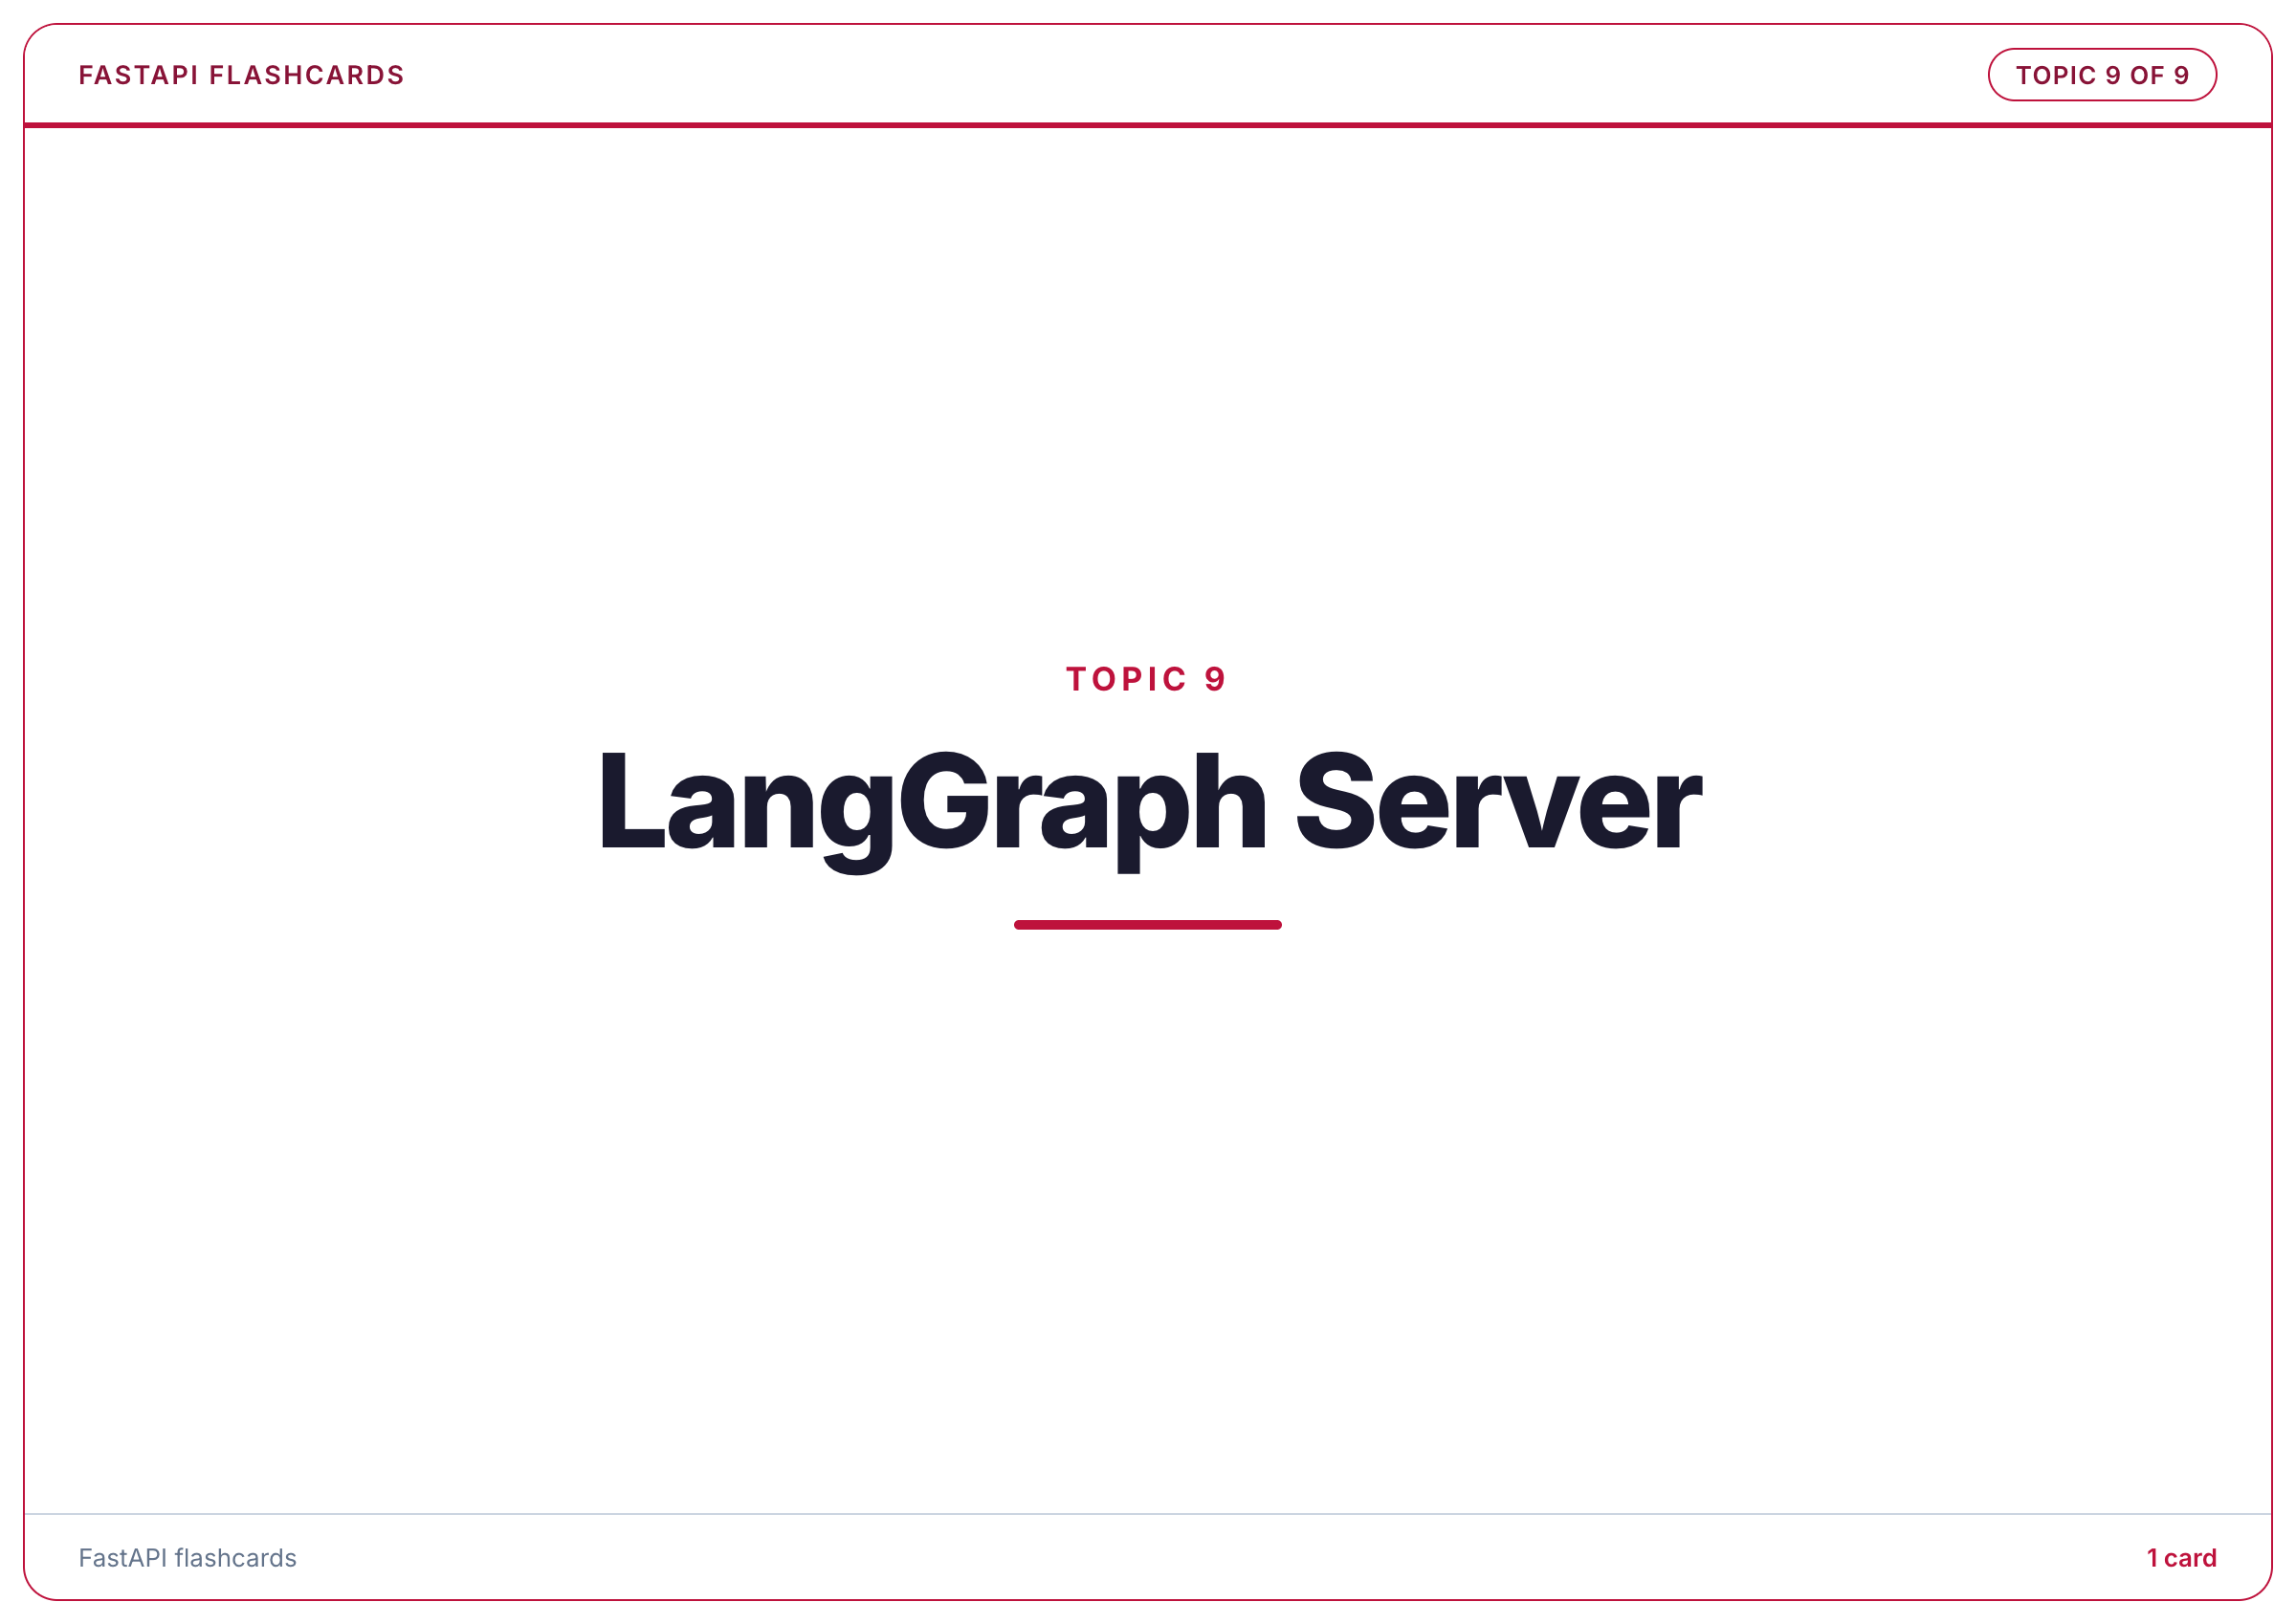 FASTAPI FLASHCARDS
TOPIC 9 OF 9
TOPIC 9
LangGraph Server
FastAPI flashcards
1 card